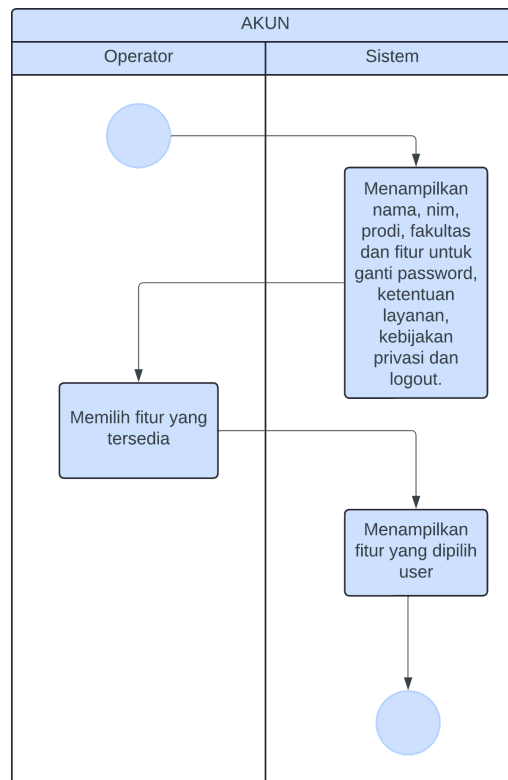 AKUN
Operator
Sistem
Menampilkan
nama, nim,
prodi, fakultas
dan fitur untuk
ganti password,
ketentuan
layanan,
kebijakan
privasi dan
logout.
Memilih fitur yang
tersedia
Menampilkan
fitur yang dipilih
user